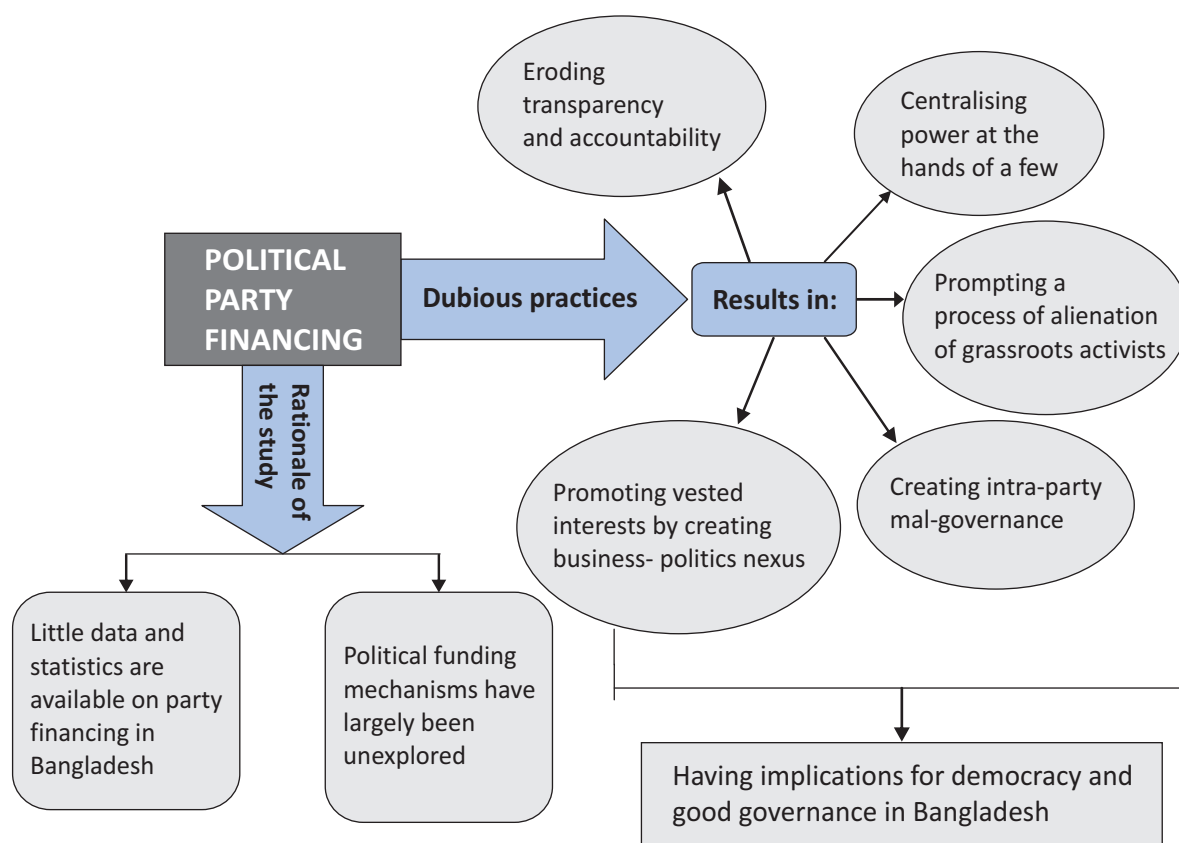 Eroding
transparency
and accountability
Centralising
power at the
hands of a few
POLITICAL
PARTY
FINANCING
Dubious practices
Results in:
Prompting a
process of alienation
of grassroots activists
Rationale of
the study
Promoting vested
interests by creating
business- politics nexus
Creating intra-party
mal-governance
Little data and
statistics are
available on party
financing in
Bangladesh
Political funding
mechanisms have
largely been
unexplored
Having implications for democracy and
good governance in Bangladesh